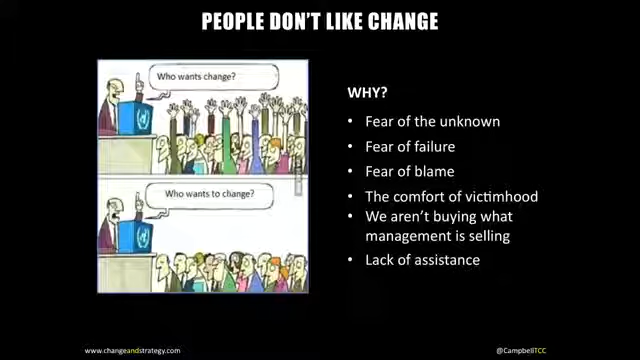 PEOPLE DON'T LIKE CHANGE
Who wants change?
Who wants to change?
WHY?
• Fear of the unknown
• Fear of failure
• Fear of blame
• The comfort of victimhood
• We aren't buying what
management is selling
• Lack of assistance
www.changeandstrategy.com
@CampbellTCC